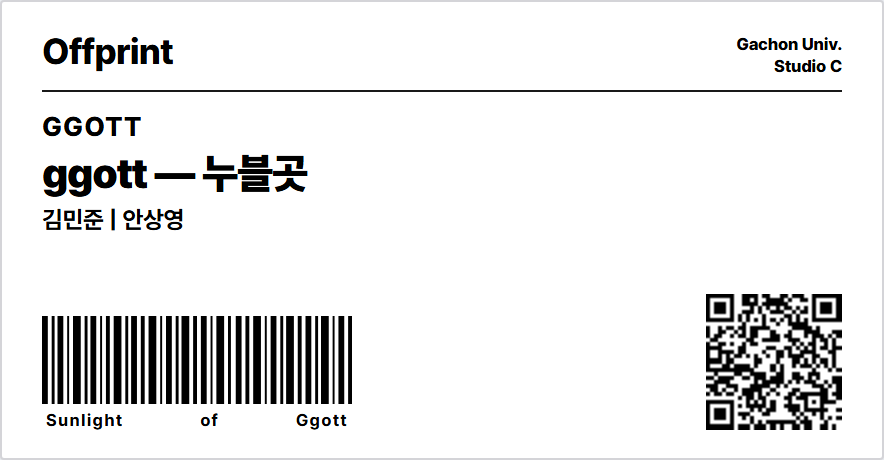 Offprint
Gachon Univ.
Studio C
GGOTT
ggott — 누블곳
김민준 | 안상영
Sunlight of Ggott